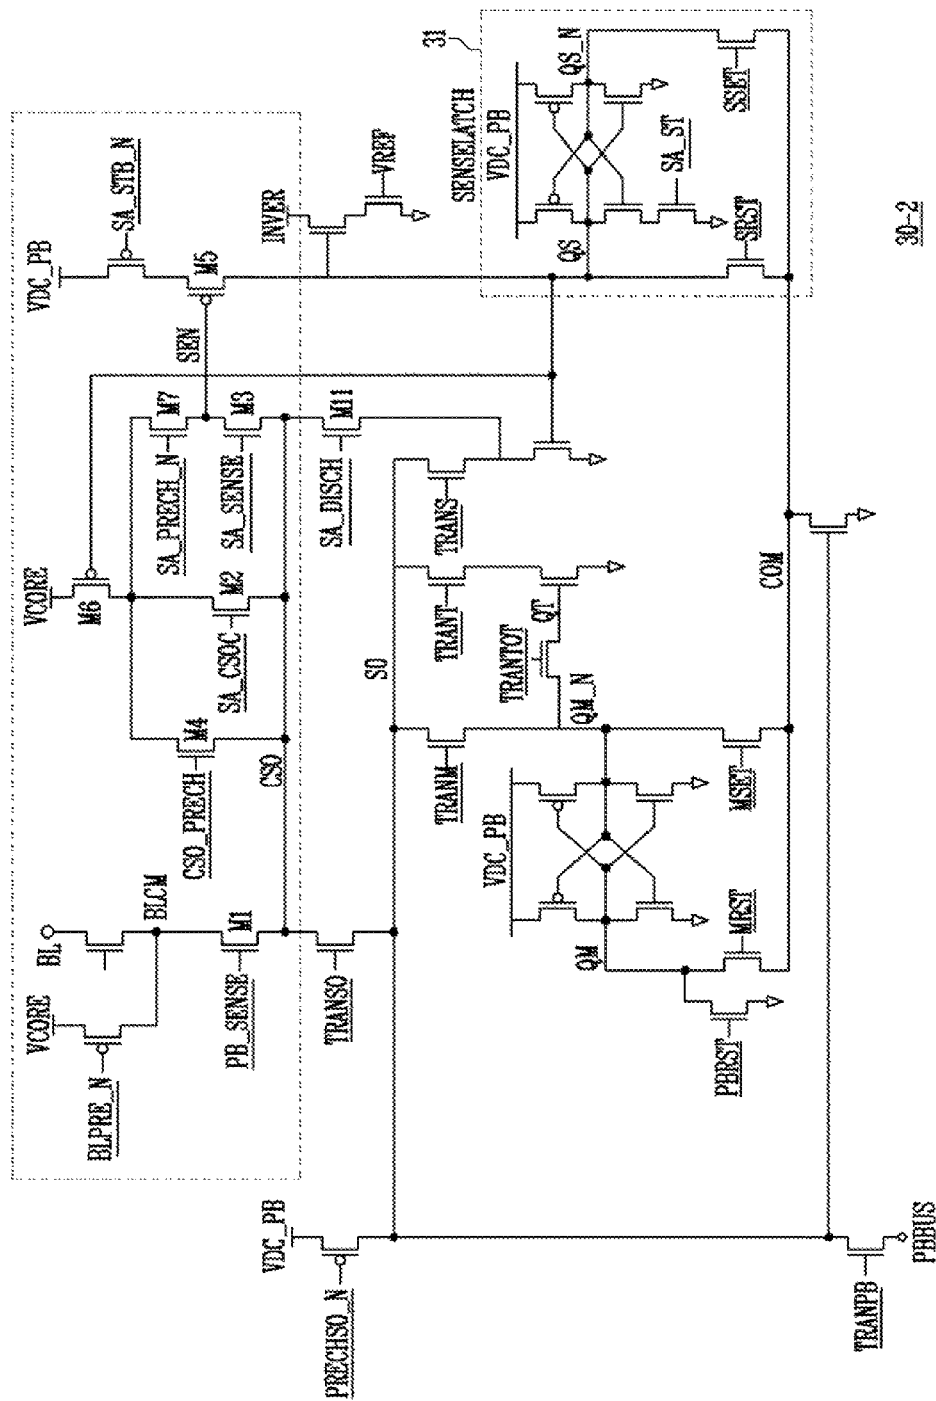 VDC_PB
PRECHSO_N
TRANPB
PBBUS
VCORE
BLPRE_N
BL
BLCM
PB_SENSE
M1
TRANSO
CSO_PRECH
M4
CSO
VCORE
M6
SA_CSOC
M2
SA_PRECH_N
M7
SA_SENSE
M3
SEN
SA_DISCH
M11
VDC_PB
SA_STB_N
M5
INVER
VREF
SO
TRANM
TRANT
TRANS
TRANTOT
QT
QM_N
VDC_PB
QM
PBRST
MRST
MSET
COM
31
SENSELATCH
VDC_PB
QS
QS_N
SA_ST
SRST
SSET
30-2